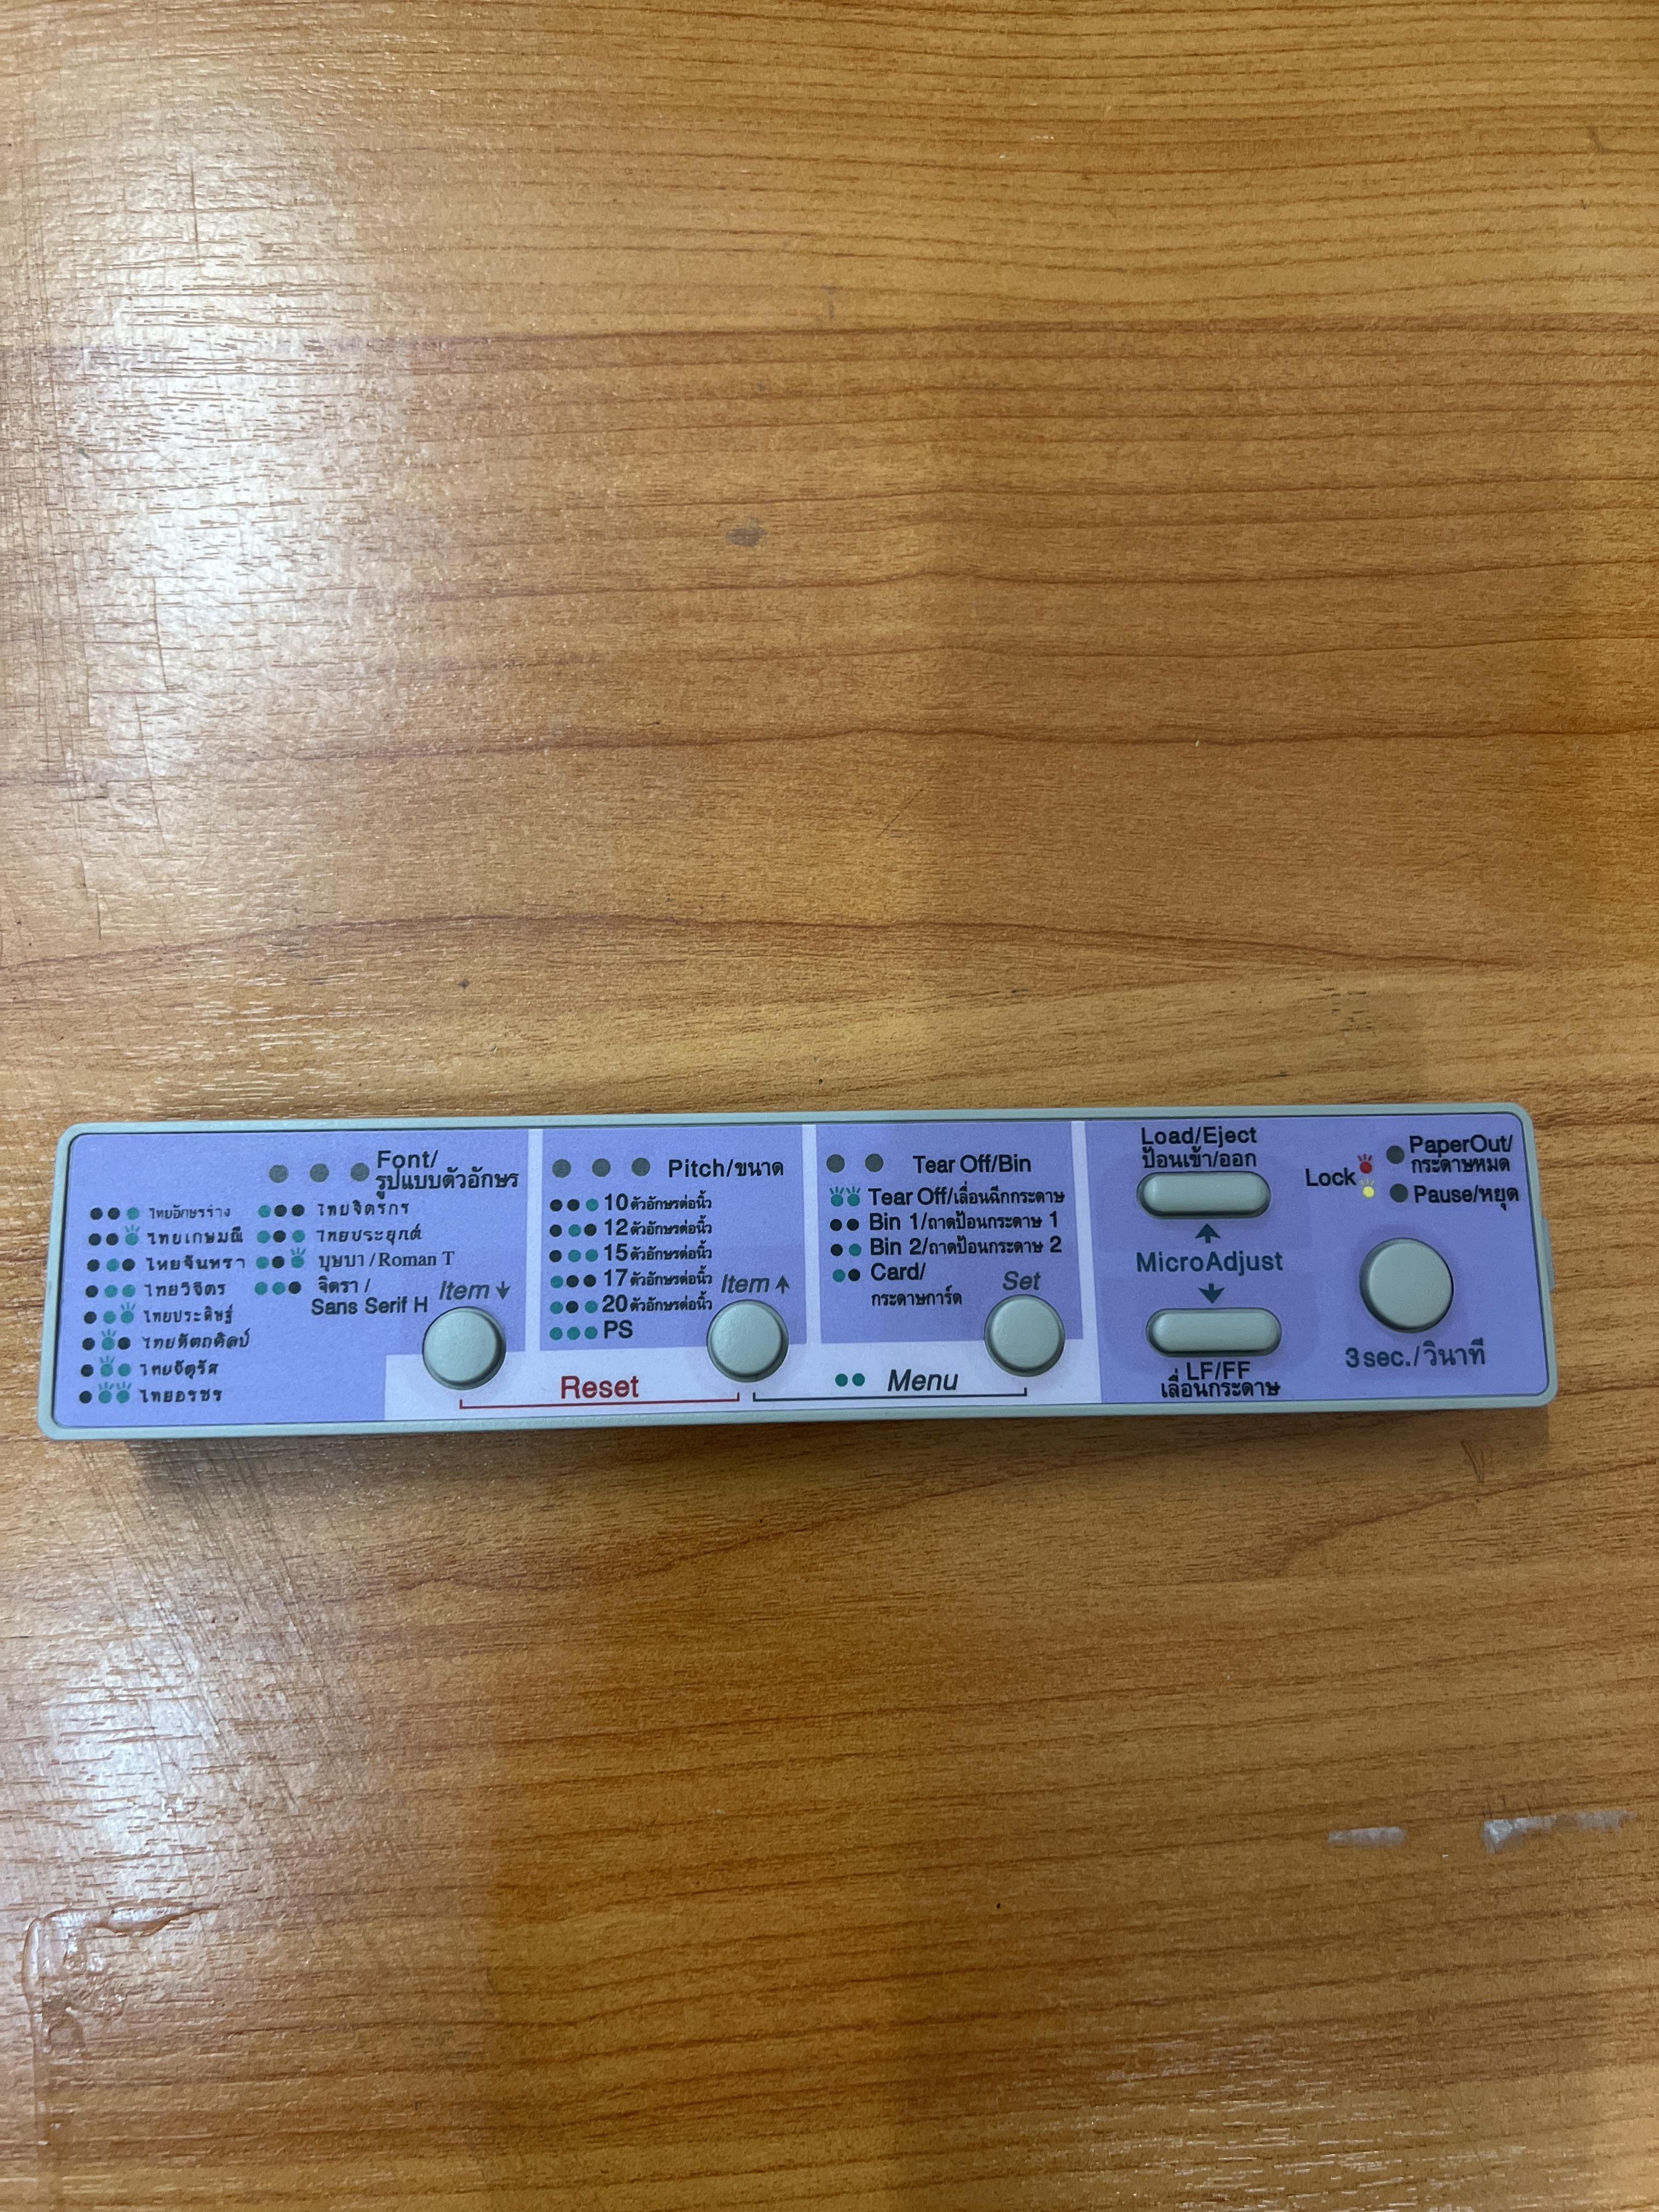 Font/
รูปแบบตัวอักษร
ไทยอักษรร่าง
ไทยเกษมณี
ไทยจันทรา
ไทยวิจิตร
ไทยประดิษฐ์
ไทยหัตถศิลป์
ไทยจัตุรัส
ไทยอรชร
ไทยจิตรกร
ไทยประยุกต์
บุษบา/Roman T
จิตรา/
Sans Serif H
Item ↓
Pitch/ขนาด
10 ตัวอักษรต่อนิ้ว
12 ตัวอักษรต่อนิ้ว
15 ตัวอักษรต่อนิ้ว
17 ตัวอักษรต่อนิ้ว
20 ตัวอักษรต่อนิ้ว
PS
Item ↑
Reset
Tear Off/Bin
Tear Off/เลื่อนฉีกกระดาษ
Bin 1/ถาดป้อนกระดาษ 1
Bin 2/ถาดป้อนกระดาษ 2
Card/
กระดาษการ์ด
Set
Menu
Load/Eject
ป้อนเข้า/ออก
MicroAdjust
LF/FF
เลื่อนกระดาษ
Lock
PaperOut/
กระดาษหมด
Pause/หยุด
3 sec./วินาที